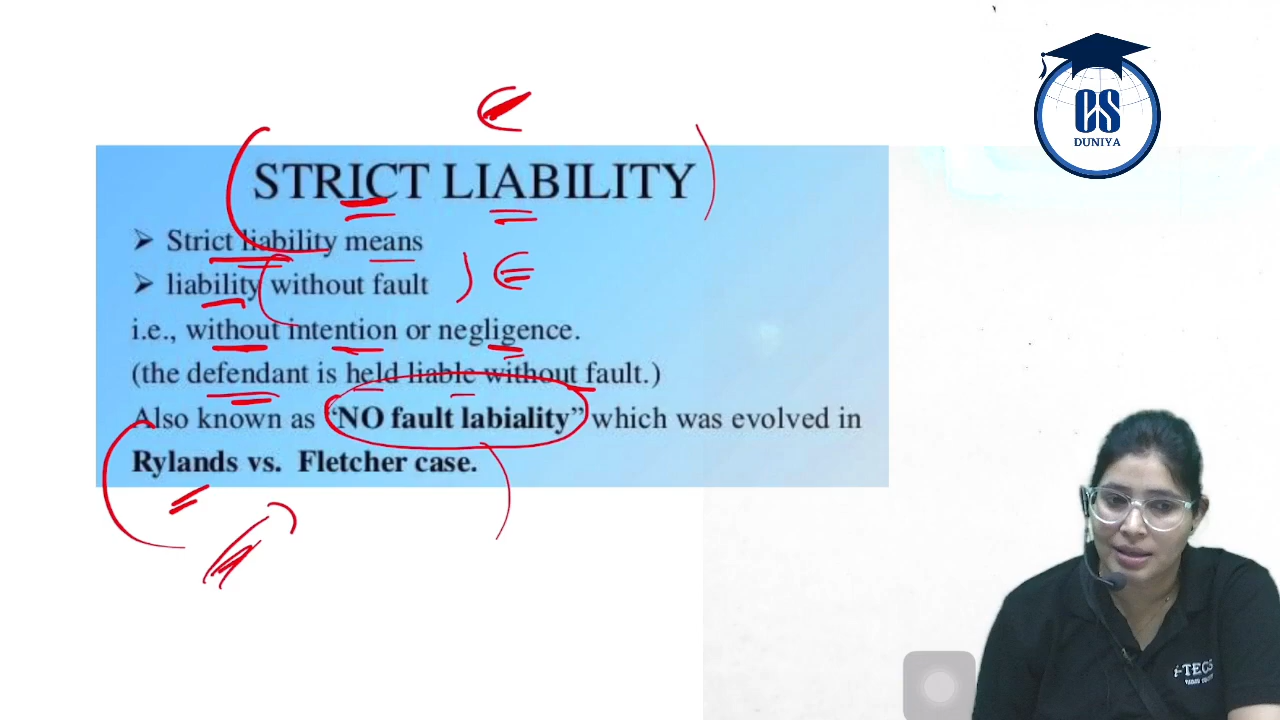 CS
DUNIYA
STRICT LIABILITY
➢ Strict liability means
➢ liability without fault
i.e., without intention or negligence.
(the defendant is held liable without fault.)
Also known as “NO fault labiality” which was evolved in
Rylands vs. Fletcher case.
i-TECS